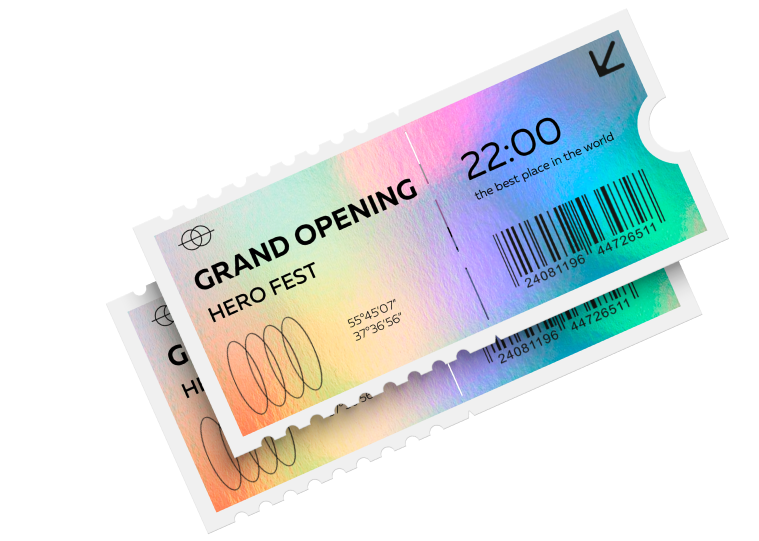 GRAND OPENING
HERO FEST
55°45'07"
37°36'56"
22:00
the best place in the world
24081196 44726511
24081196 44726511